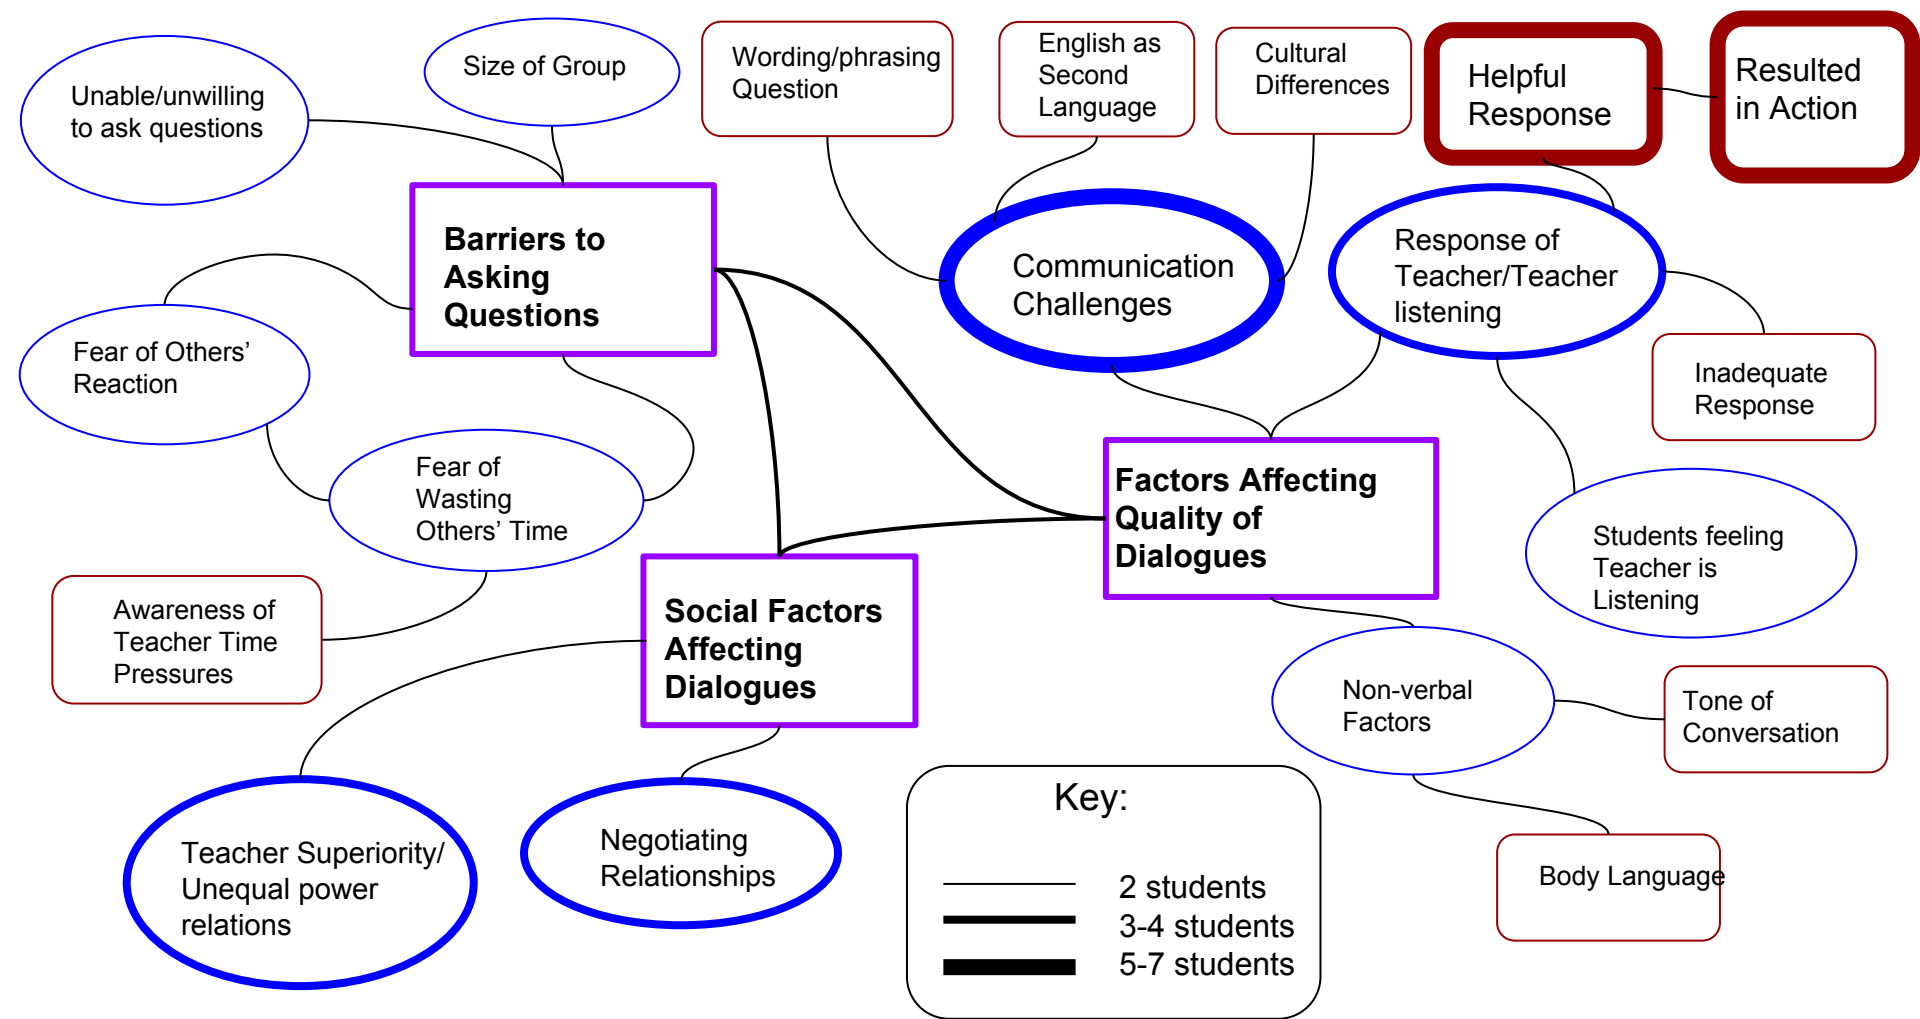 Unable/unwilling
to ask questions
Size of Group
Wording/phrasing
Question
English as
Second
Language
Cultural
Differences
Helpful
Response
Resulted
in Action
Barriers to
Asking
Questions
Communication
Challenges
Response of
Teacher/Teacher
listening
Fear of Others’
Reaction
Inadequate
Response
Fear of
Wasting
Others’ Time
Factors Affecting
Quality of
Dialogues
Students feeling
Teacher is
Listening
Awareness of
Teacher Time
Pressures
Social Factors
Affecting
Dialogues
Non-verbal
Factors
Tone of
Conversation
Teacher Superiority/
Unequal power
relations
Negotiating
Relationships
Body Language
Key:
2 students
3-4 students
5-7 students